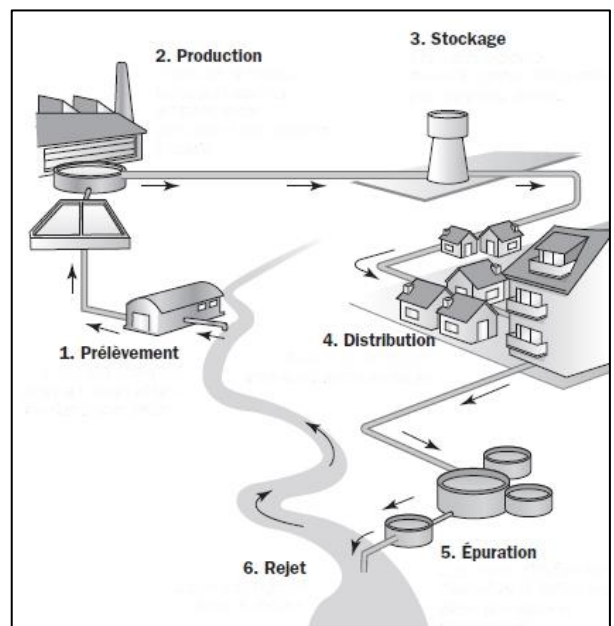 2. Production
3. Stockage
1. Prélèvement
4. Distribution
5. Épuration
6. Rejet